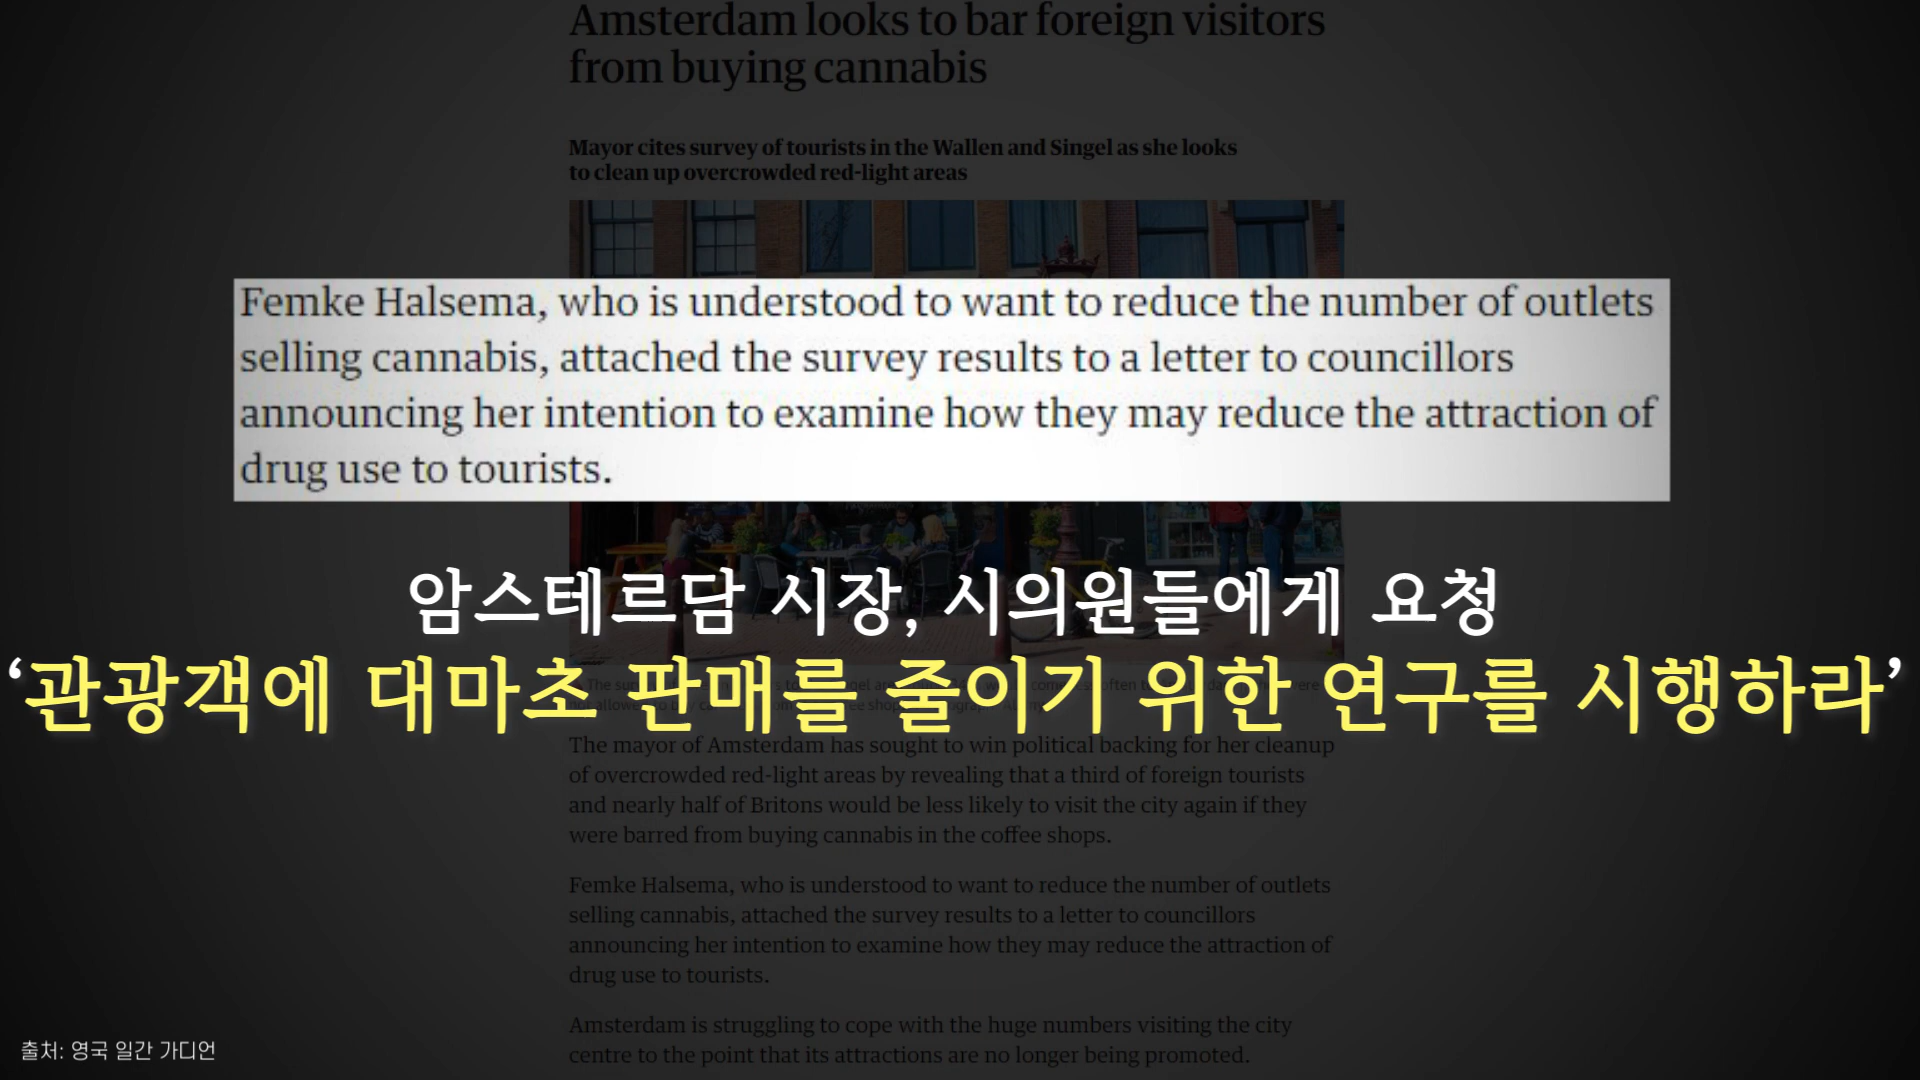 Amsterdam looks to bar foreign visitors
from buying cannabis
Mayor cites survey of tourists in the Wallen and Singel as she looks
to clean up overcrowded red-light areas
Femke Halsema, who is understood to want to reduce the number of outlets
selling cannabis, attached the survey results to a letter to councillors
announcing her intention to examine how they may reduce the attraction of
drug use to tourists.
암스테르담 시장, 시의원들에게 요청
‘관광객에 대마초 판매를 줄이기 위한 연구를 시행하라’
The mayor of Amsterdam has sought to win political backing for her cleanup
of overcrowded red-light areas by revealing that a third of foreign tourists
and nearly half of Britons would be less likely to visit the city again if they
were barred from buying cannabis in the coffee shops.
Femke Halsema, who is understood to want to reduce the number of outlets
selling cannabis, attached the survey results to a letter to councillors
announcing her intention to examine how they may reduce the attraction of
drug use to tourists.
Amsterdam is struggling to cope with the huge numbers visiting the city
centre to the point that its attractions are no longer being promoted.
출처: 영국 일간 가디언